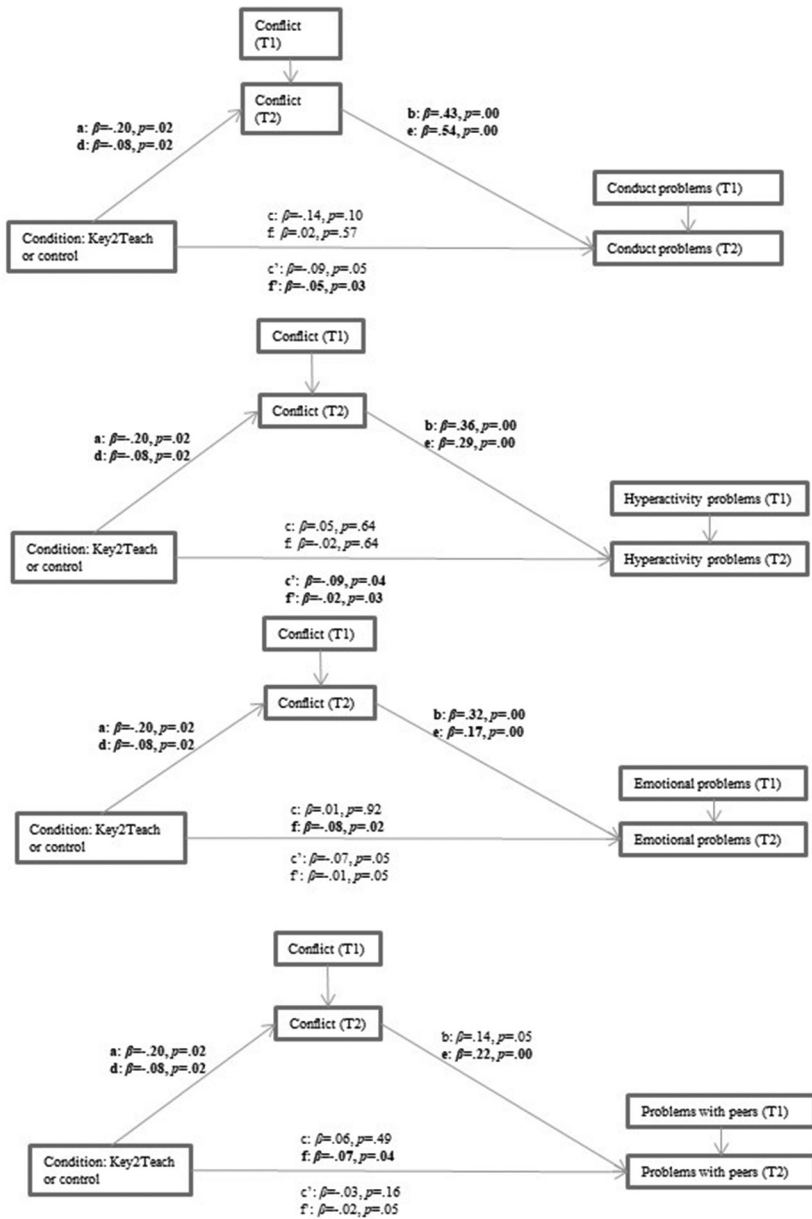 Conflict
(T1)
Conflict
(T2)
a: β=-.20, p=.02
d: β=-.08, p=.02
b: β=.43, p=.00
e: β=.54, p=.00
Conduct problems (T1)
c: β=-.14, p=.10
f: β=.02, p=.57
Condition: Key2Teach
or control
Conduct problems (T2)
c’: β=-.09, p=.05
f’: β=-.05, p=.03
Conflict (T1)
Conflict (T2)
a: β=-.20, p=.02
d: β=-.08, p=.02
b: β=.36, p=.00
e: β=.29, p=.00
Hyperactivity problems (T1)
c: β=.05, p=.64
f: β=-.02, p=.64
Condition: Key2Teach
or control
Hyperactivity problems (T2)
c’: β=-.09, p=.04
f’: β=-.02, p=.03
Conflict (T1)
Conflict (T2)
a: β=-.20, p=.02
d: β=-.08, p=.02
b: β=.32, p=.00
e: β=.17, p=.00
Emotional problems (T1)
c: β=.01, p=.92
f: β=-.08, p=.02
Condition: Key2Teach
or control
Emotional problems (T2)
c’: β=-.07, p=.05
f’: β=-.01, p=.05
Conflict (T1)
Conflict (T2)
a: β=-.20, p=.02
d: β=-.08, p=.02
b: β=.14, p=.05
e: β=.22, p=.00
Problems with peers (T1)
c: β=.06, p=.49
f: β=-.07, p=.04
Condition: Key2Teach
or control
Problems with peers (T2)
c’: β=-.03, p=.16
f’: β=-.02, p=.05